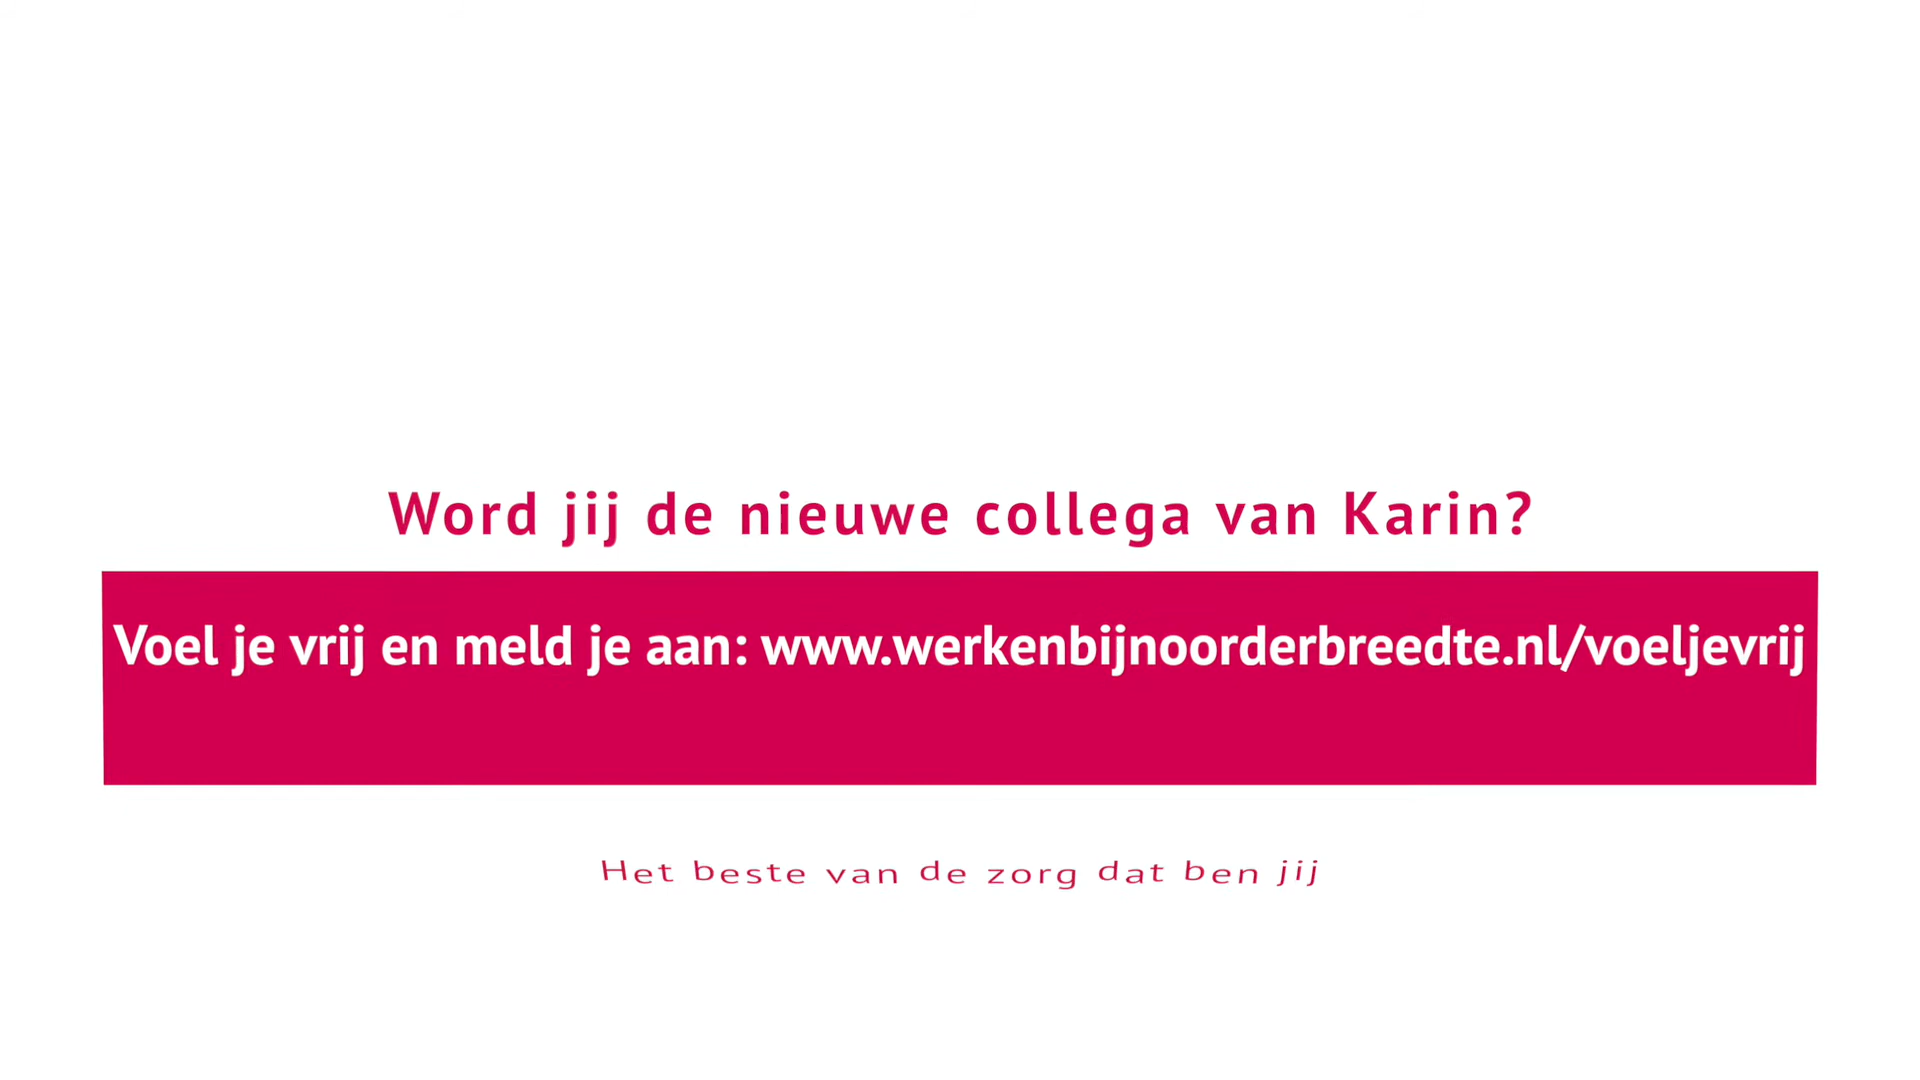 Word jij de nieuwe collega van Karin?
Voel je vrij en meld je aan: www.werkenbijnoorderbreedte.nl/voeljevrij
Het beste van de zorg dat ben jij